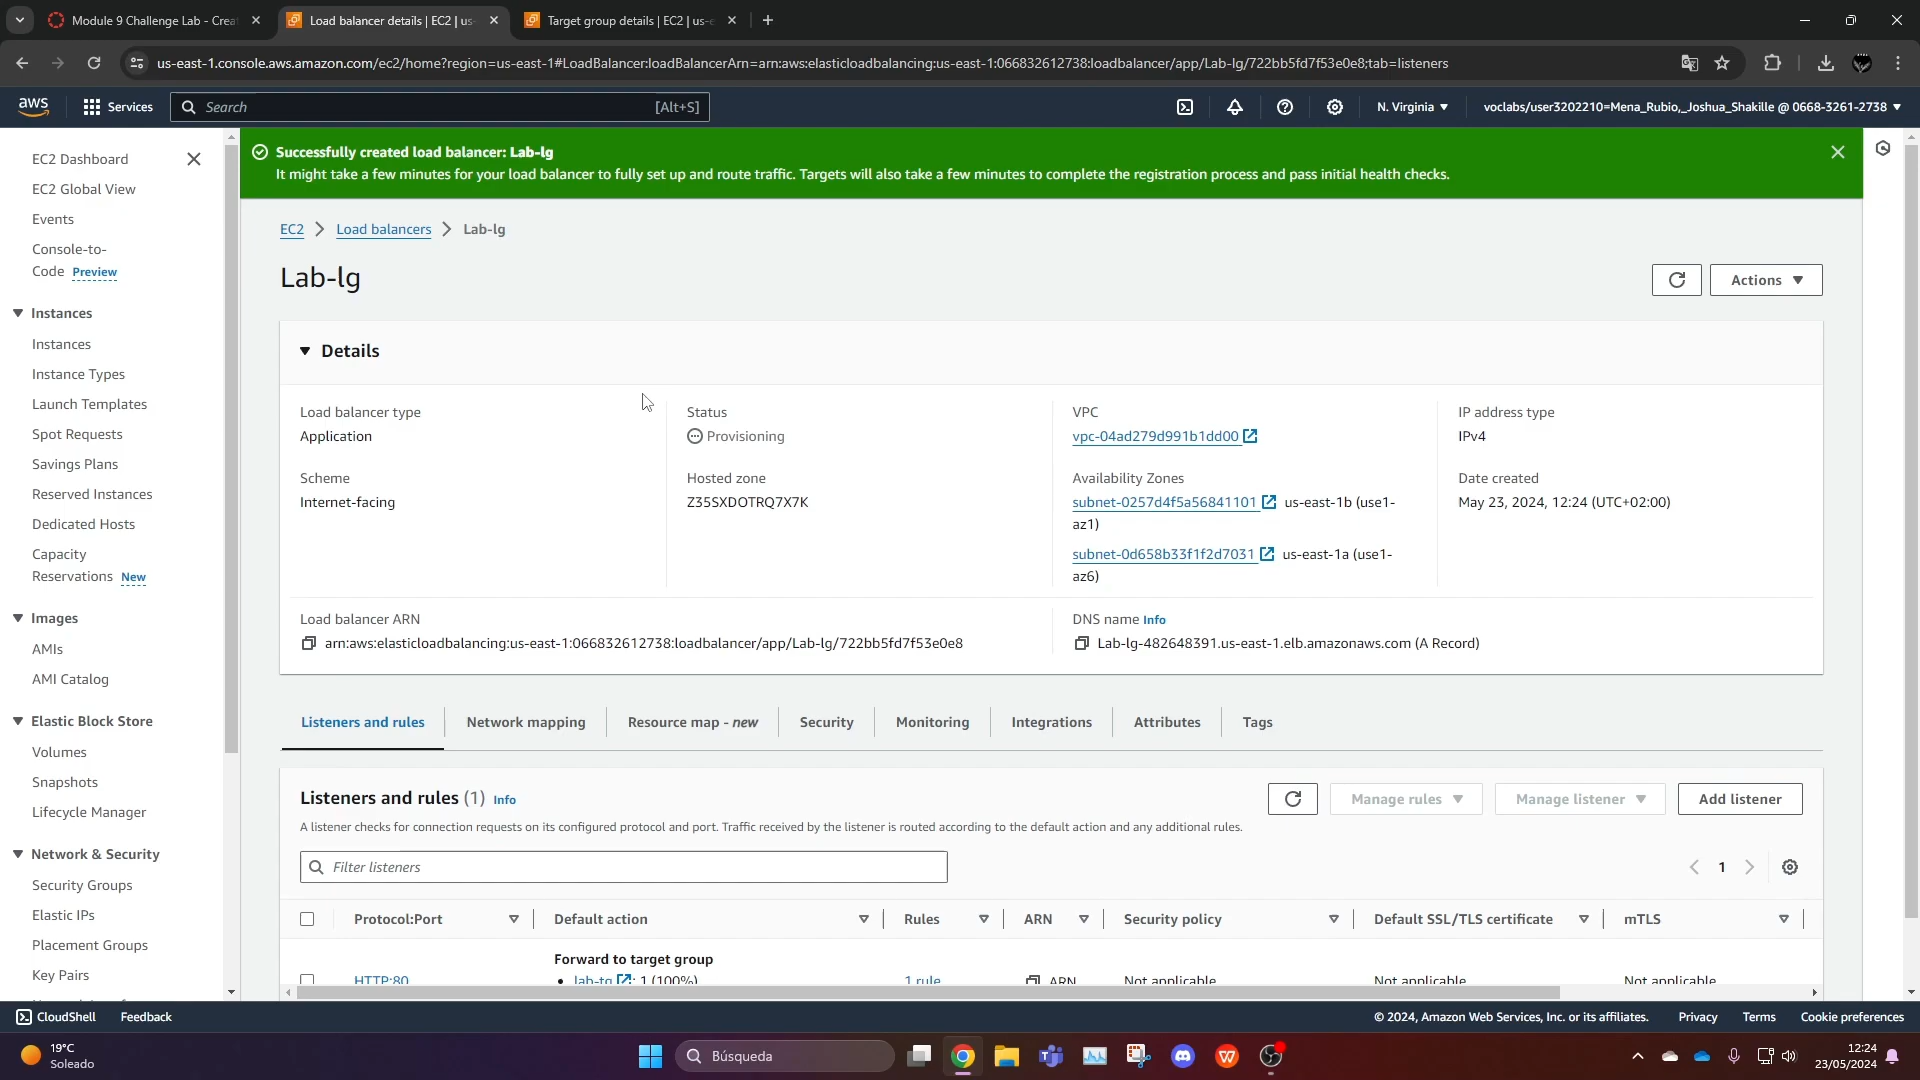 Module 9 Challenge Lab - Crea
Load balancer details | EC2 | us-
Target group details | EC2 | us-e
us-east-1.console.aws.amazon.com/ec2/home?region=us-east-1#LoadBalancer:loadBalancerArn=arn:aws:elasticloadbalancing:us-east-1:066832612738:loadbalancer/app/Lab-lg/722bb5fd7f53e0e8;tab=listeners
aws
Services
Search
[Alt+S]
N. Virginia
voclabs/user3202210=Mena_Rubio,_Joshua_Shakille @ 0668-3261-2738
EC2 Dashboard
EC2 Global View
Events
Console-to-
Code Preview
Instances
Instances
Instance Types
Launch Templates
Spot Requests
Savings Plans
Reserved Instances
Dedicated Hosts
Capacity
Reservations New
Images
AMIs
AMI Catalog
Elastic Block Store
Volumes
Snapshots
Lifecycle Manager
Network & Security
Security Groups
Elastic IPs
Placement Groups
Key Pairs
Successfully created load balancer: Lab-lg
It might take a few minutes for your load balancer to fully set up and route traffic. Targets will also take a few minutes to complete the registration process and pass initial health checks.
EC2
Load balancers
Lab-lg
Lab-lg
Actions
Details
Load balancer type
Application
Status
Provisioning
VPC
vpc-04ad279d991b1dd00
IP address type
IPv4
Scheme
Internet-facing
Hosted zone
Z35SXDOTRQ7X7K
Availability Zones
subnet-0257d4f5a56841101 us-east-1b (use1-
az1)
subnet-0d658b33f1f2d7031 us-east-1a (use1-
az6)
Date created
May 23, 2024, 12:24 (UTC+02:00)
Load balancer ARN
arn:aws:elasticloadbalancing:us-east-1:066832612738:loadbalancer/app/Lab-lg/722bb5fd7f53e0e8
DNS name Info
Lab-lg-482648391.us-east-1.elb.amazonaws.com (A Record)
Listeners and rules
Network mapping
Resource map - new
Security
Monitoring
Integrations
Attributes
Tags
Listeners and rules (1) Info
Manage rules
Manage listener
Add listener
A listener checks for connection requests on its configured protocol and port. Traffic received by the listener is routed according to the default action and any additional rules.
Filter listeners
1
Protocol:Port
Default action
Rules
ARN
Security policy
Default SSL/TLS certificate
mTLS
Forward to target group
HTTP:80
• lab-tg : 1 (100%)
1 rule
ARN
Not applicable
Not applicable
Not applicable
CloudShell
Feedback
© 2024, Amazon Web Services, Inc. or its affiliates.
Privacy
Terms
Cookie preferences
19°C
Soleado
Búsqueda
12:24
23/05/2024